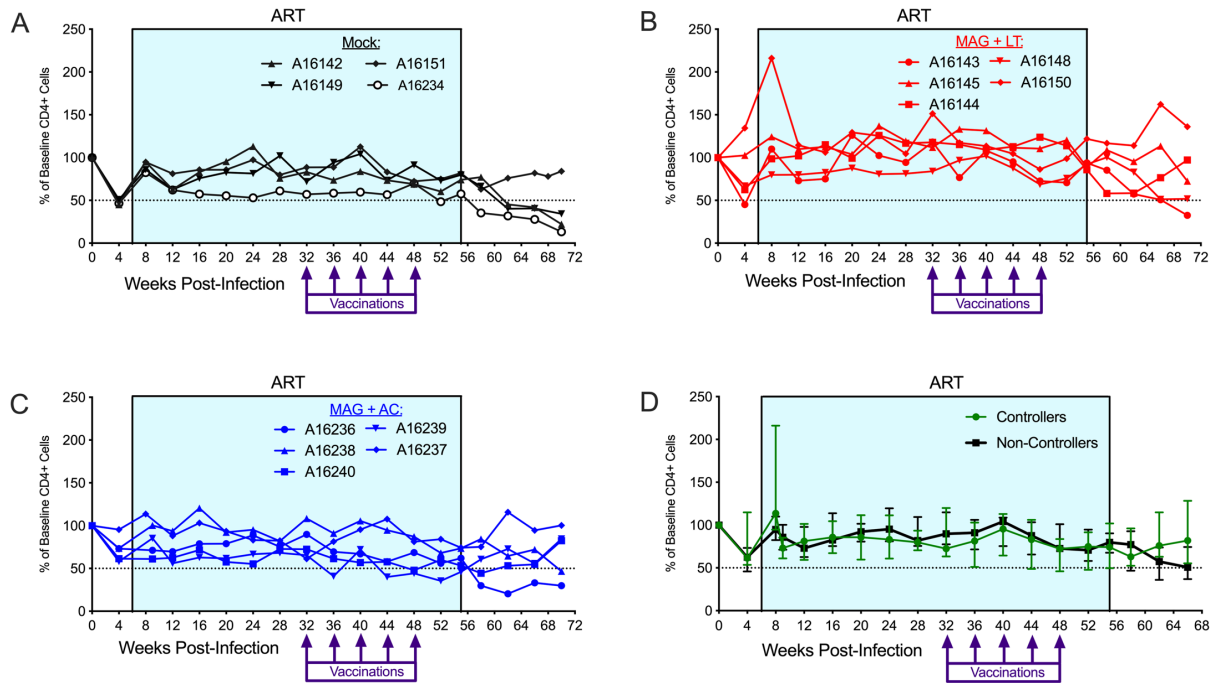 A
ART
% of Baseline CD4+ Cells
250
200
150
100
50
0
Mock:
A16142 A16151
A16149 A16234
0 4 8 12 16 20 24 28 32 36 40 44 48 52 56 60 64 68 72
Weeks Post-Infection
Vaccinations
B
ART
% of Baseline CD4+ Cells
250
200
150
100
50
0
MAG + LT:
A16143 A16148
A16145 A16150
A16144
0 4 8 12 16 20 24 28 32 36 40 44 48 52 56 60 64 68 72
Weeks Post-Infection
Vaccinations
C
ART
% of Baseline CD4+ Cells
250
200
150
100
50
0
MAG + AC:
A16236 A16239
A16238 A16237
A16240
0 4 8 12 16 20 24 28 32 36 40 44 48 52 56 60 64 68 72
Weeks Post-Infection
Vaccinations
D
ART
% of Baseline CD4+ Cells
250
200
150
100
50
0
Controllers
Non-Controllers
0 4 8 12 16 20 24 28 32 36 40 44 48 52 56 60 64 68
Weeks Post-Infection
Vaccinations